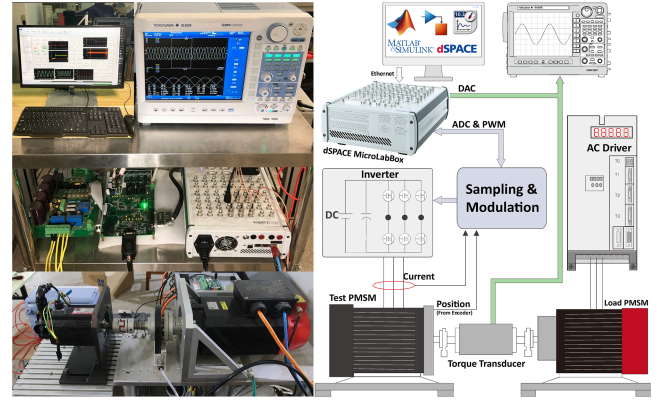 YOKOGAWA
MATLAB
&SIMULINK
dSPACE
Ethernet
DAC
ADC & PWM
dSPACE MicroLabBox
AC Driver
Inverter
DC
Sampling &
Modulation
Current
Test PMSM
Position
(From Encoder)
Load PMSM
Torque Transducer